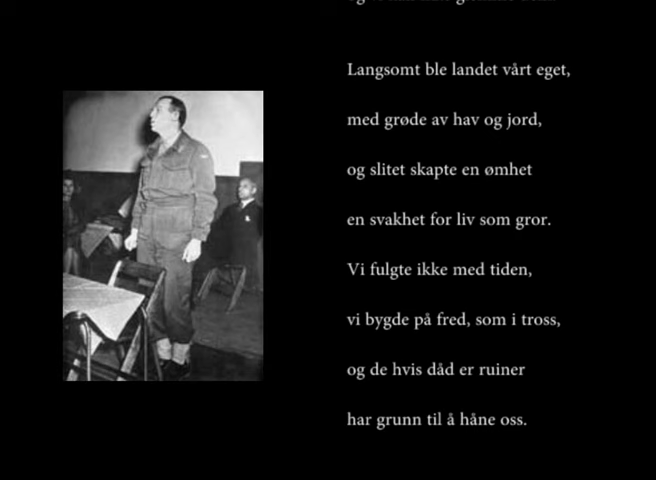 Langsomt ble landet vårt eget,
med grøde av hav og jord,
og slitet skapte en ømhet
en svakhet for liv som gror.
Vi fulgte ikke med tiden,
vi bygde på fred, som i tross,
og de hvis dåd er ruiner
har grunn til å håne oss.